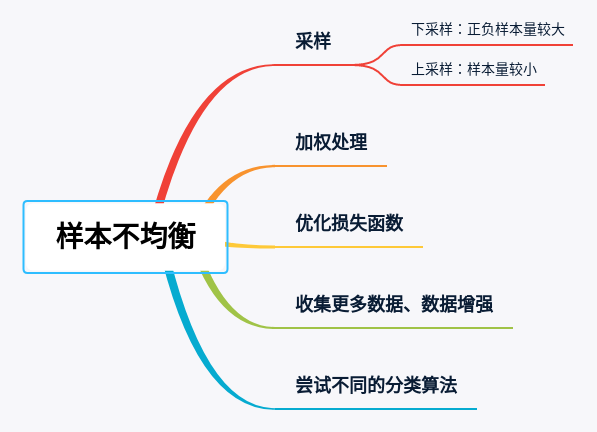 采样
下采样：正负样本量较大
上采样：样本量较小
加权处理
样本不均衡
优化损失函数
收集更多数据、数据增强
尝试不同的分类算法